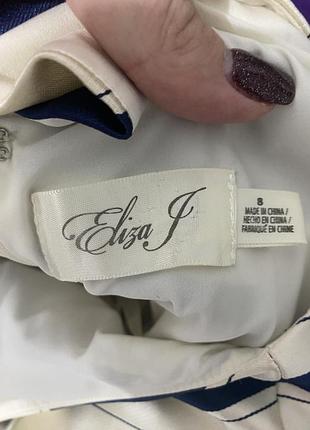 Eliza J
8
MADE IN CHINA /
HECHO EN CHINA /
FABRIQUÉ EN CHINE